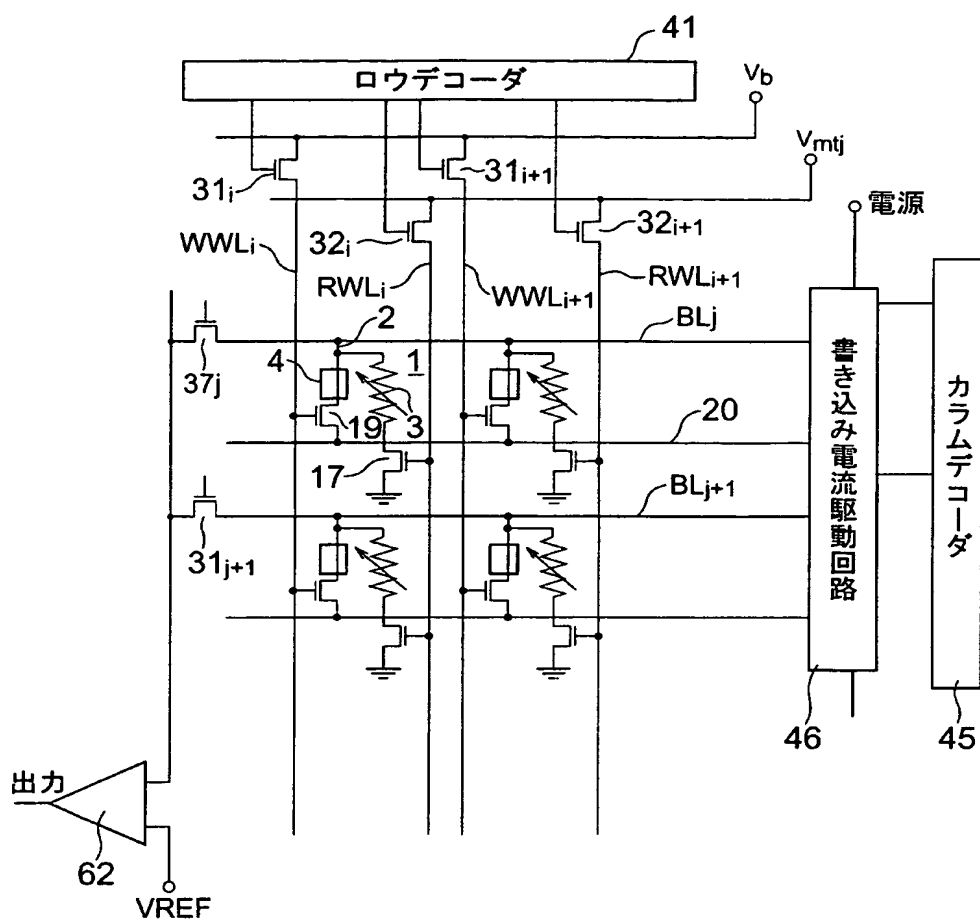 41
ロウデコーダ
Vb
Vmtj
31i
31i+1
電源
32i
32i+1
WWLi
RWLi
WWLi+1
RWLi+1
BLj
2
4
1
37j
19
3
20
17
BLj+1
31j+1
書き込み電流駆動回路
カラムデコーダ
46
45
出力
62
VREF